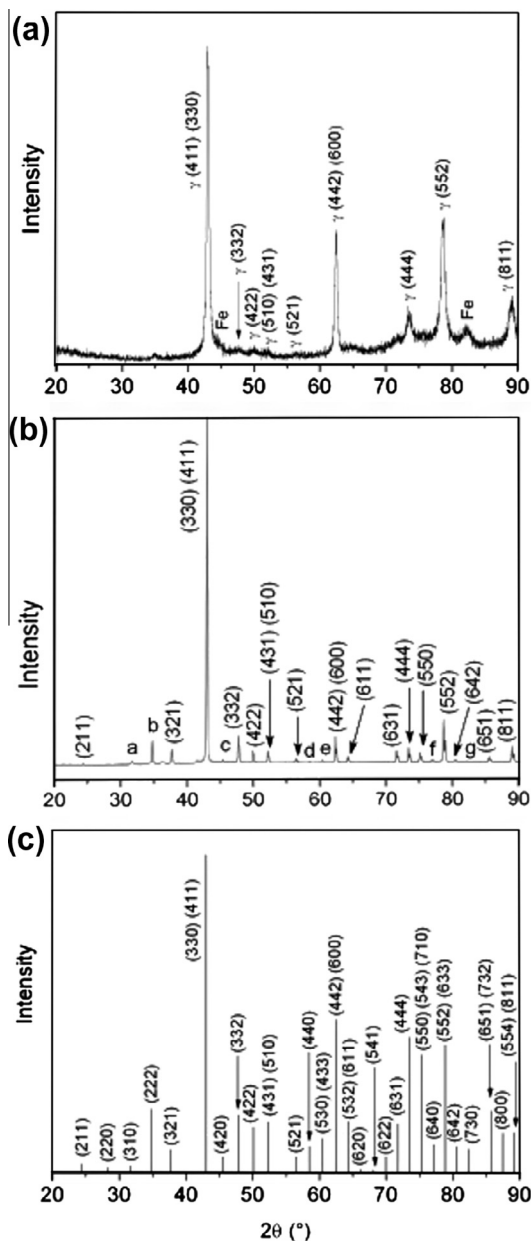 (a)
Intensity
γ (411) (330)
Fe
γ (332)
γ (422)
γ (510) (431)
γ (521)
γ (442) (600)
γ (444)
γ (552)
Fe
γ (811)
20 30 40 50 60 70 80 90
(b)
Intensity
(211)
a
b
(321)
(330) (411)
c
(332)
(422)
(431) (510)
(521)
d
e
(442) (600)
(611)
(631)
(444)
(550)
f
(552)
(642)
g
(651)
(811)
20 30 40 50 60 70 80 90
(c)
Intensity
(211)
(220)
(310)
(222)
(321)
(330) (411)
(420)
(332)
(422)
(431) (510)
(521)
(440)
(530) (433)
(442) (600)
(532) (611)
(620)
(541)
(622)
(631)
(444)
(550) (543) (710)
(640)
(552) (633)
(642)
(730)
(651) (732)
(800)
(554) (811)
20 30 40 50 60 70 80 90
2θ (°)